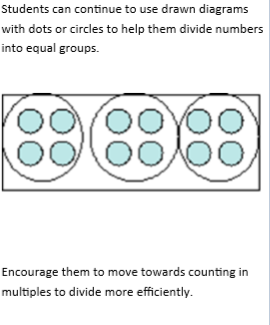 Students can continue to use drawn diagrams
with dots or circles to help them divide numbers
into equal groups.
Encourage them to move towards counting in
multiples to divide more efficiently.